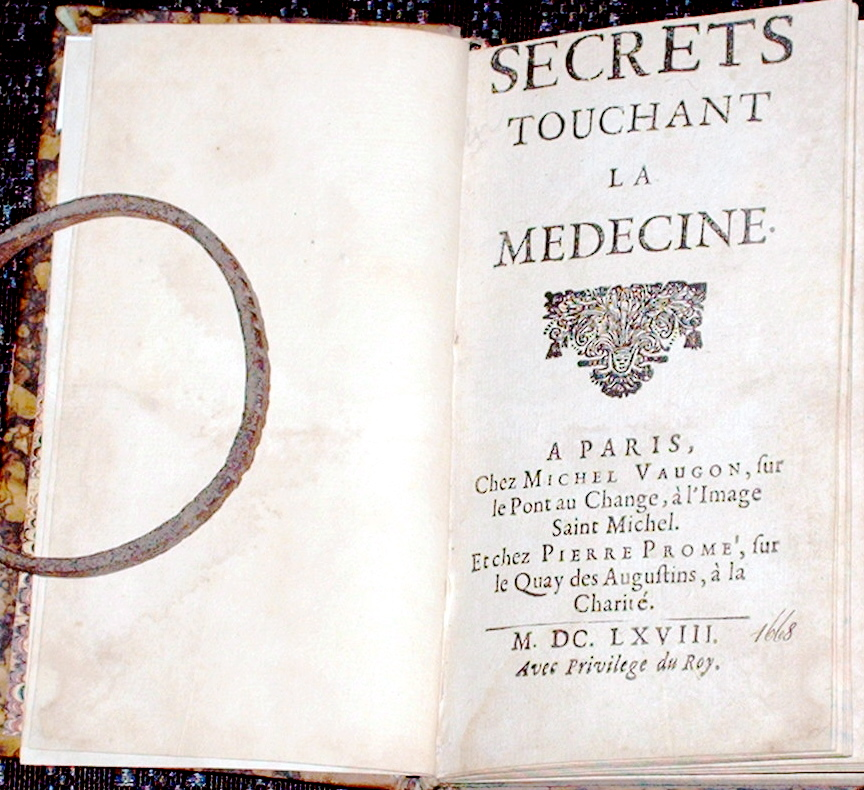 SECRETS
TOUCHANT
LA
MEDECINE.
A PARIS,
Chez MICHEL VAUGON, ſur
le Pont au Change, à l'Image
Saint Michel.
Et chez PIERRE PROME', ſur
le Quay des Auguſtins, à la
Charité.
M. DC. LXVIII. 1668
Avec Privilege du Roy.